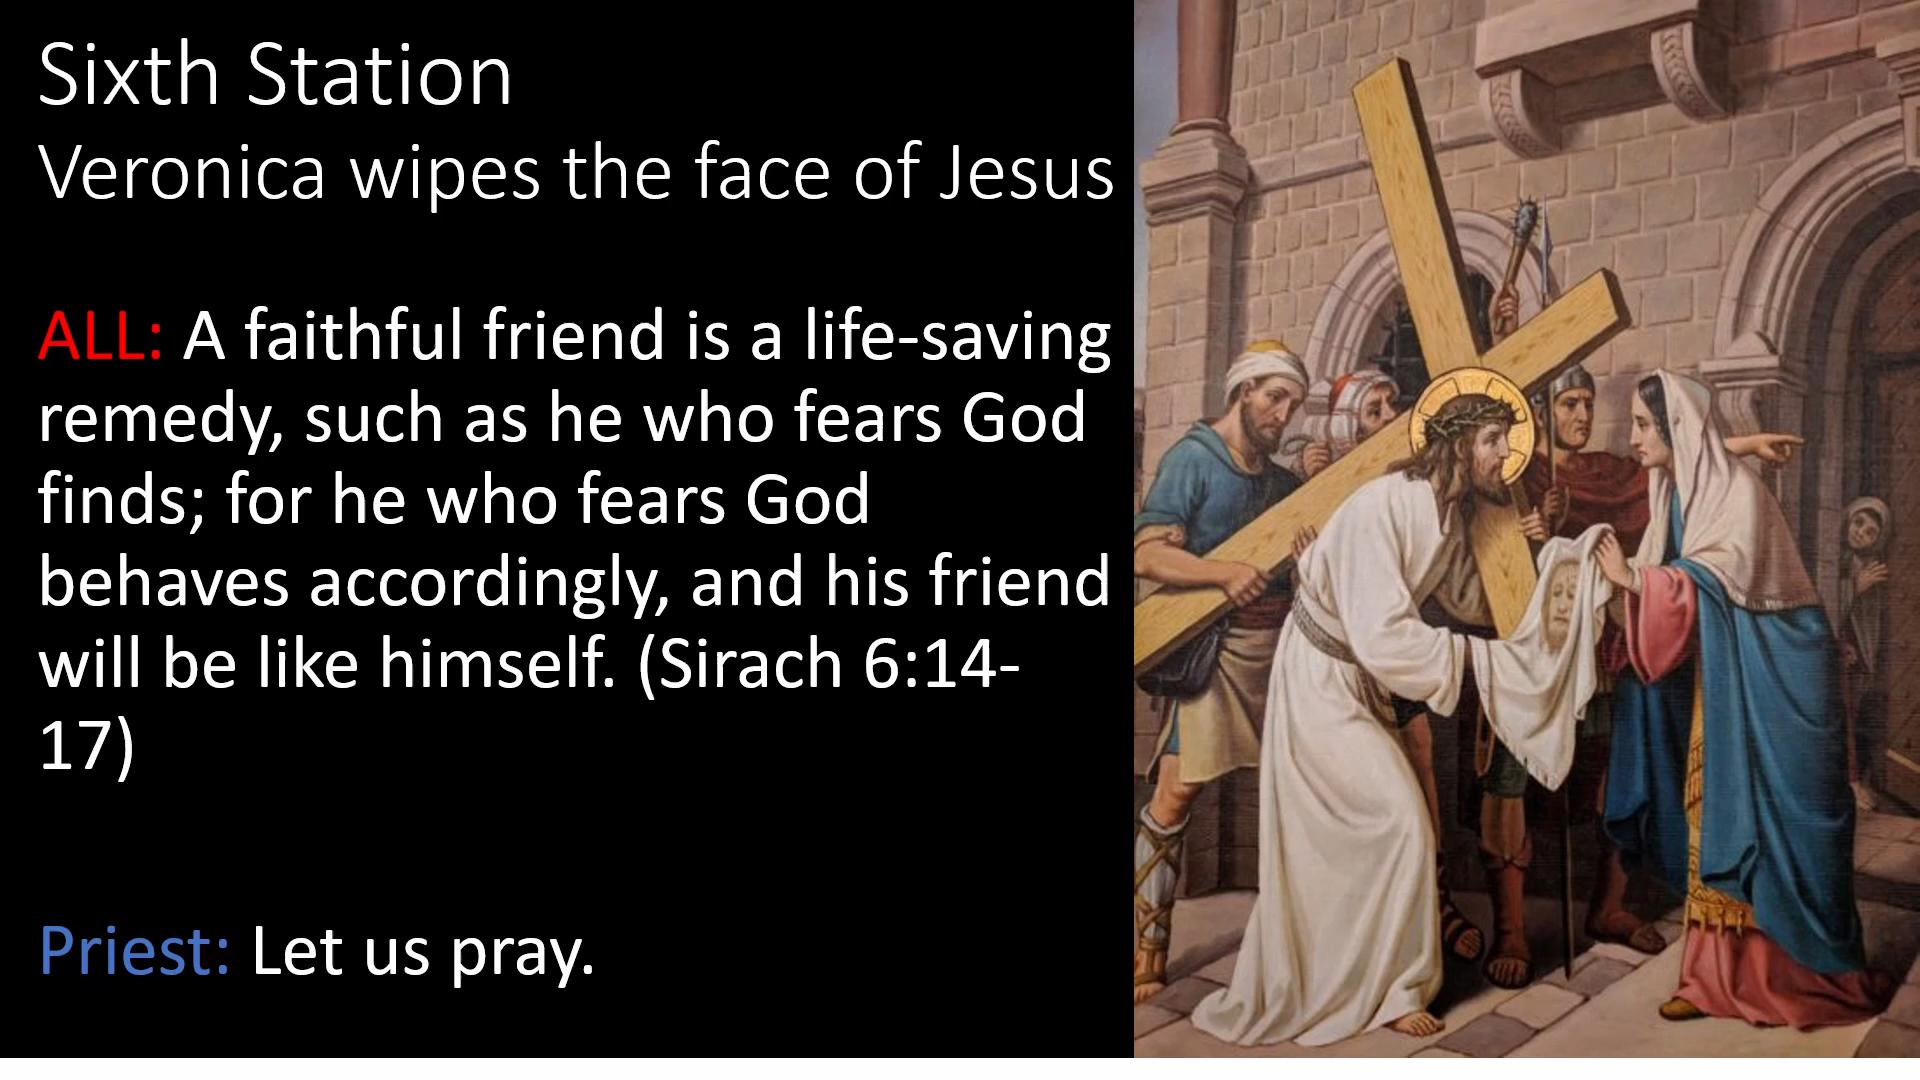 Sixth Station
Veronica wipes the face of Jesus
ALL: A faithful friend is a life-saving
remedy, such as he who fears God
finds; for he who fears God
behaves accordingly, and his friend
will be like himself. (Sirach 6:14-
17)
Priest: Let us pray.